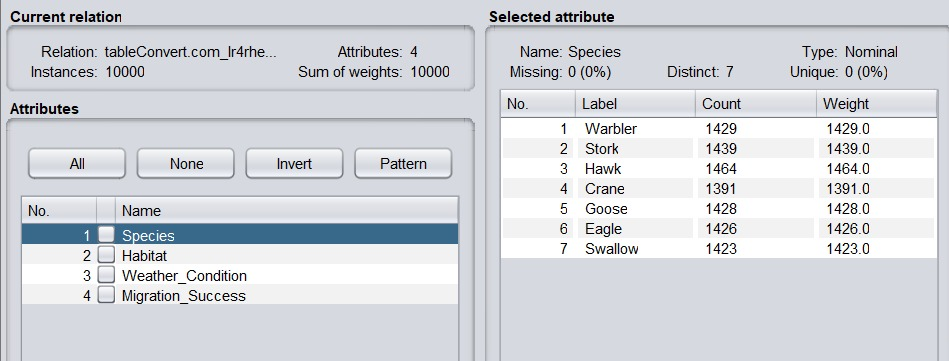 Current relation
Relation: tableConvert.com_lr4rhe... Attributes: 4
Instances: 10000 Sum of weights: 10000
Attributes
All None Invert Pattern
No. Name
1 Species
2 Habitat
3 Weather_Condition
4 Migration_Success
Selected attribute
Name: Species Type: Nominal
Missing: 0 (0%) Distinct: 7 Unique: 0 (0%)
No. Label Count Weight
1 Warbler 1429 1429.0
2 Stork 1439 1439.0
3 Hawk 1464 1464.0
4 Crane 1391 1391.0
5 Goose 1428 1428.0
6 Eagle 1426 1426.0
7 Swallow 1423 1423.0